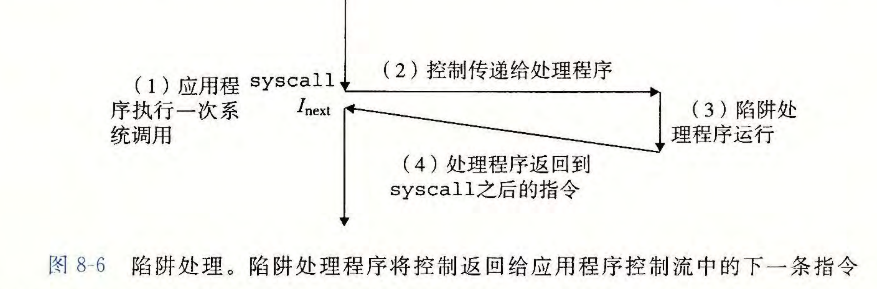 （1）应用程
序执行一次系
统调用
syscall
Inext
（2）控制传递给处理程序
（3）陷阱处
理程序运行
（4）处理程序返回到
syscall之后的指令
图 8-6 陷阱处理。陷阱处理程序将控制返回给应用程序控制流中的下一条指令